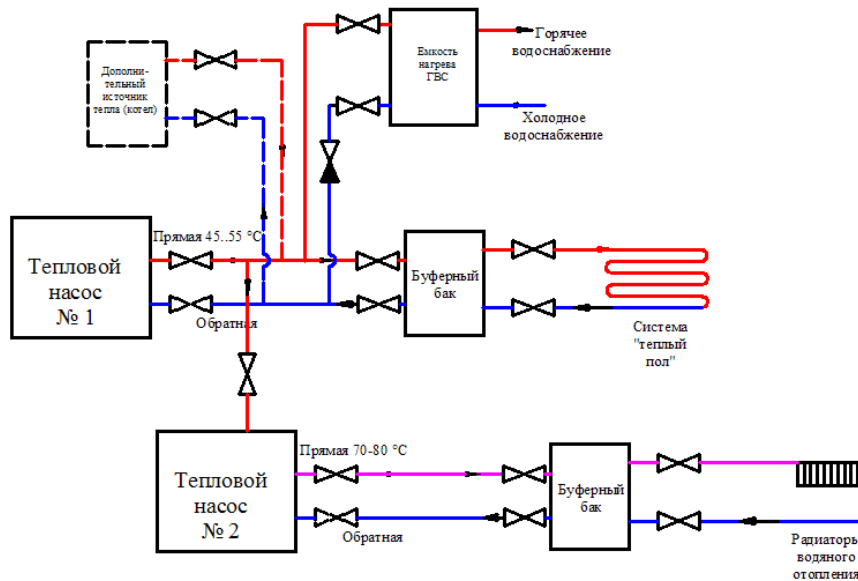 Дополни-
тельный
источник
тепла (котел)
Емкость
нагрева
ГВС
Горячее
водоснабжение
Холодное
водоснабжение
Тепловой
насос
№ 1
Прямая 45..55 °С
Обратная
Буферный
бак
Система
"теплый
пол"
Тепловой
насос
№ 2
Прямая 70-80 °С
Обратная
Буферный
бак
Радиаторы
водяного
отопления